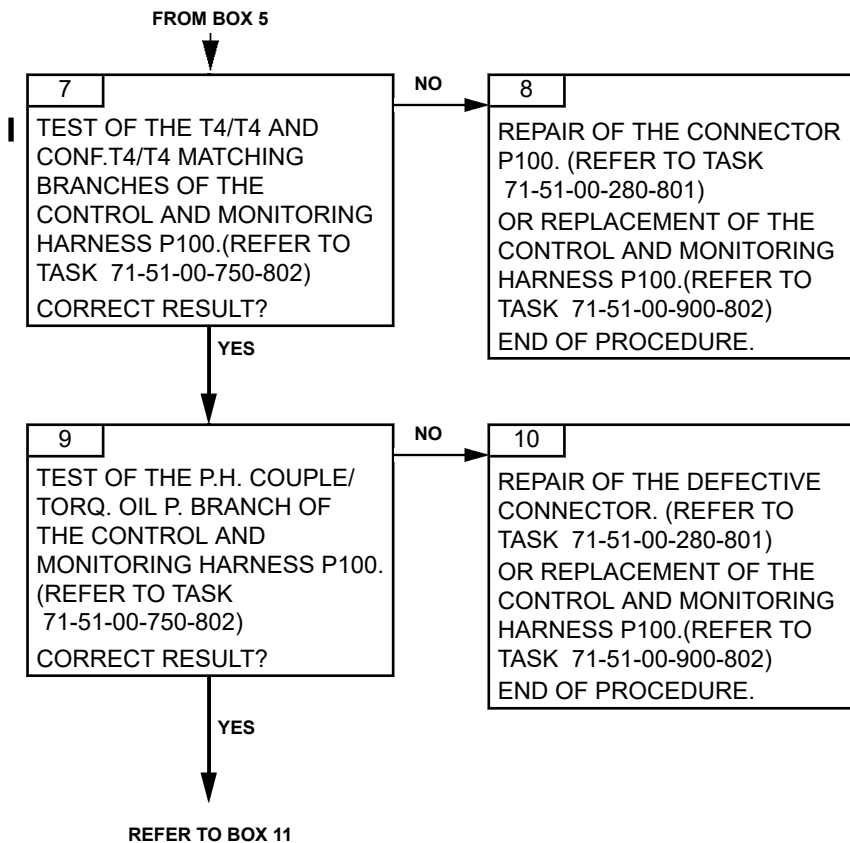 FROM BOX 5
7
TEST OF THE T4/T4 AND
CONF.T4/T4 MATCHING
BRANCHES OF THE
CONTROL AND MONITORING
HARNESS P100.(REFER TO
TASK 71-51-00-750-802)
CORRECT RESULT?
NO
8
REPAIR OF THE CONNECTOR
P100. (REFER TO TASK
71-51-00-280-801)
OR REPLACEMENT OF THE
CONTROL AND MONITORING
HARNESS P100.(REFER TO
TASK 71-51-00-900-802)
END OF PROCEDURE.
YES
9
TEST OF THE P.H. COUPLE/
TORQ. OIL P. BRANCH OF
THE CONTROL AND
MONITORING HARNESS P100.
(REFER TO TASK
71-51-00-750-802)
CORRECT RESULT?
NO
10
REPAIR OF THE DEFECTIVE
CONNECTOR. (REFER TO
TASK 71-51-00-280-801)
OR REPLACEMENT OF THE
CONTROL AND MONITORING
HARNESS P100.(REFER TO
TASK 71-51-00-900-802)
END OF PROCEDURE.
YES
REFER TO BOX 11